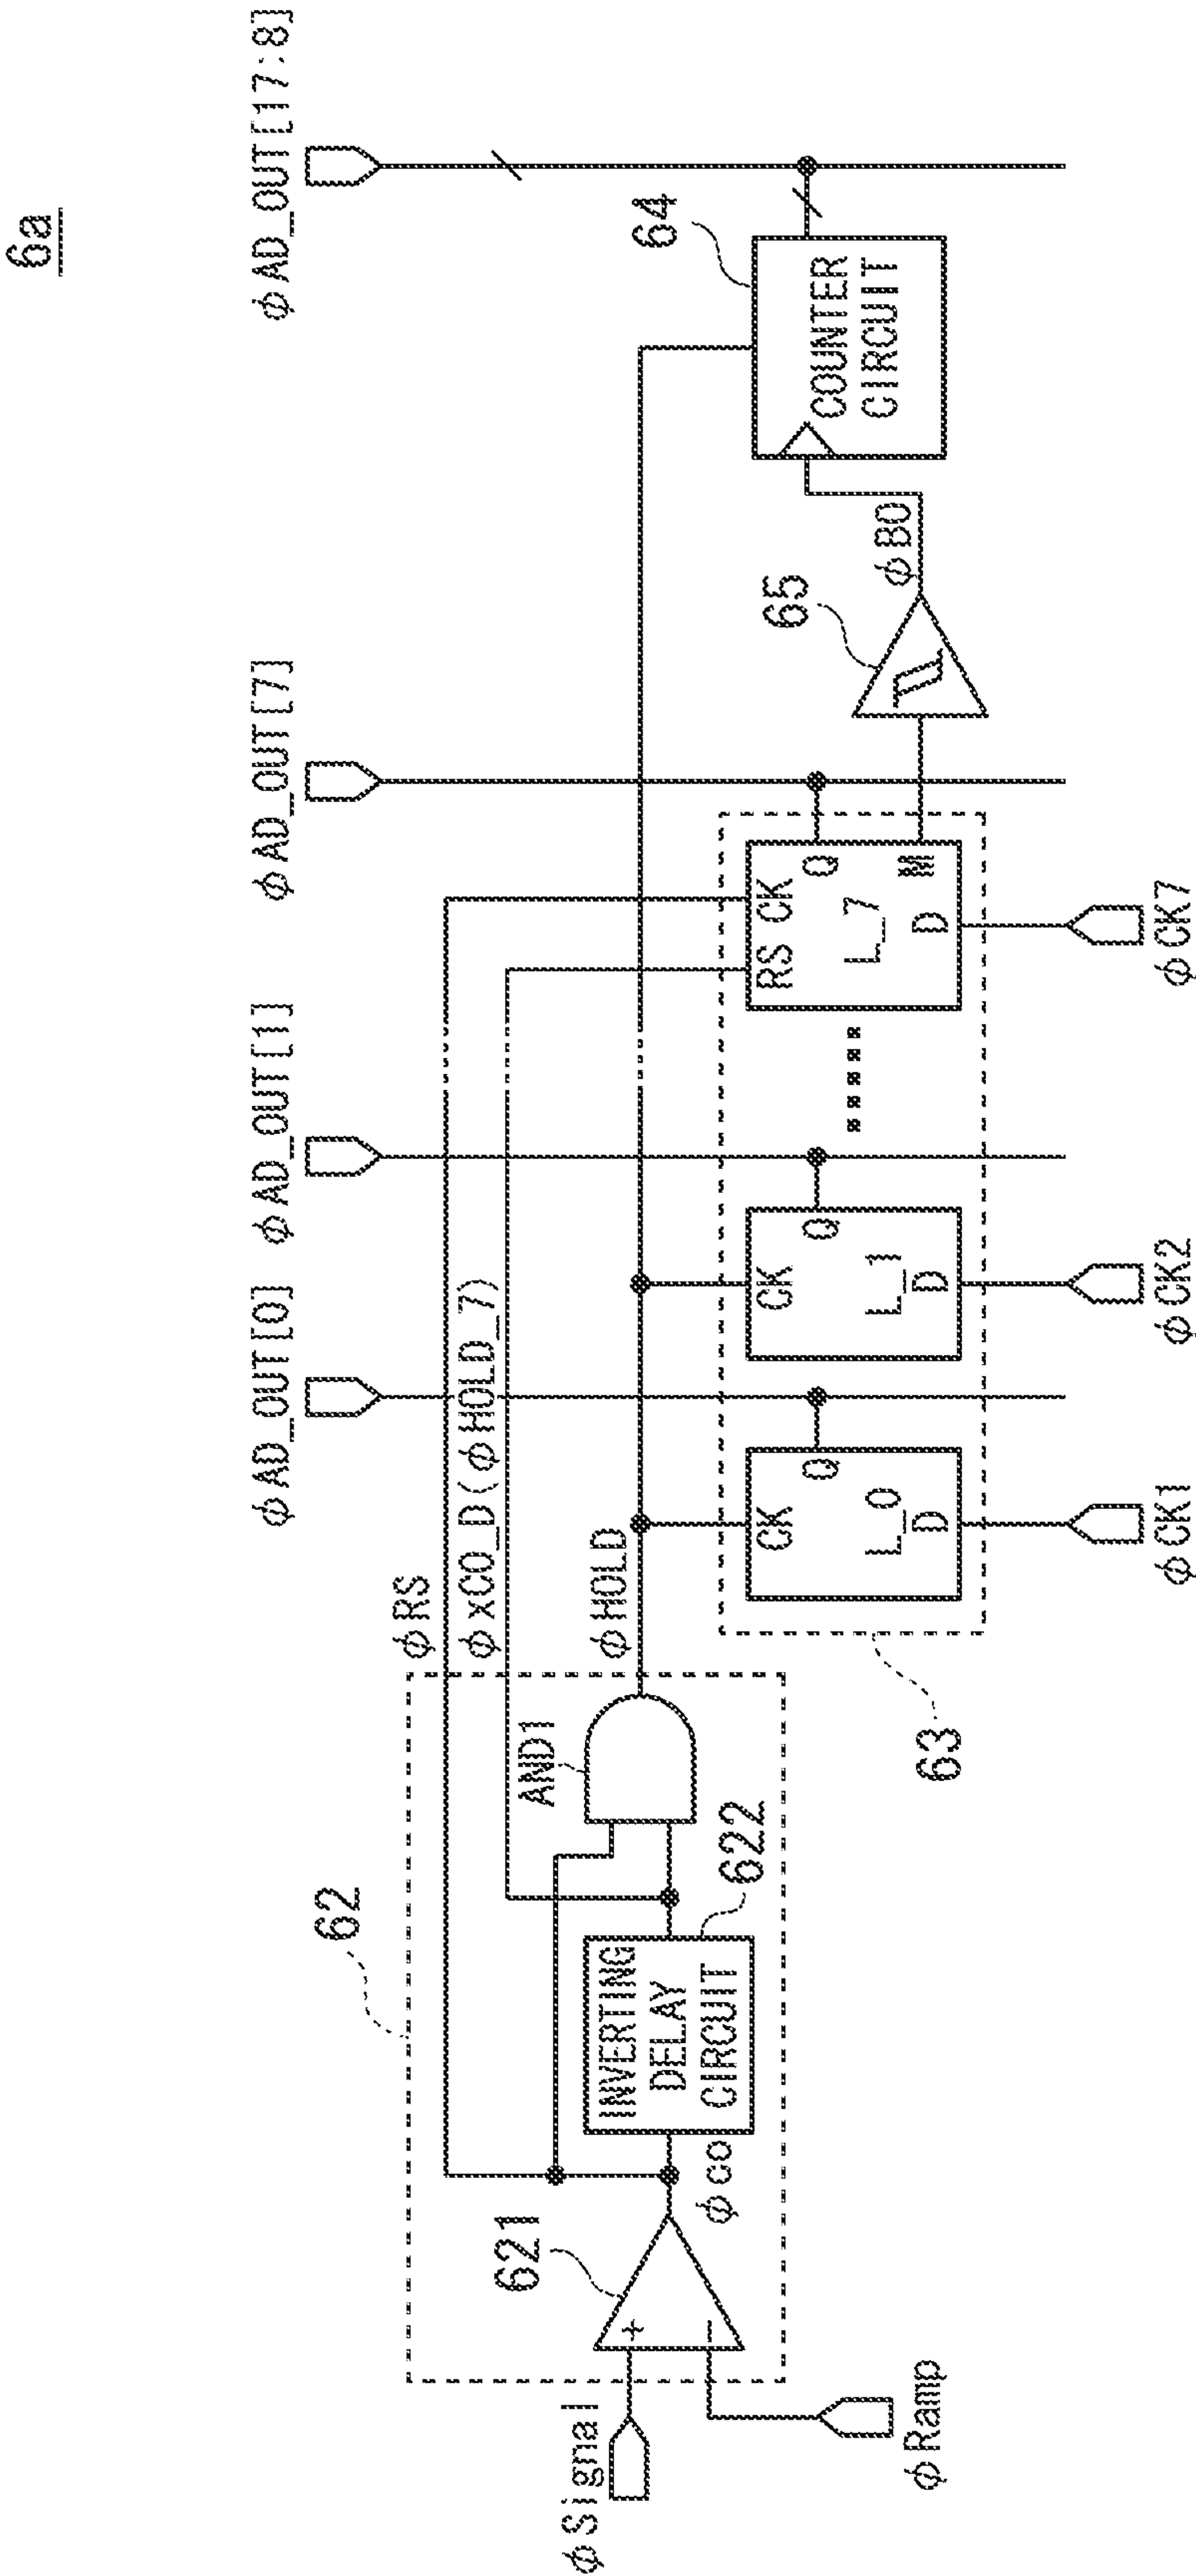 6a
φAD_OUT[0]
φAD_OUT[1]
φAD_OUT[7]
φAD_OUT[17:8]
62
φRS
φxCO_D(φHOLD_7)
621
AND1
φHOLD
φSignal
+
−
φRamp
φco
INVERTING
DELAY
CIRCUIT
622
CK
Q
L_0
D
CK
Q
L_1
D
RS CK
Q
L_7
M
D
63
65
φBO
64
COUNTER
CIRCUIT
φCK1
φCK2
φCK7